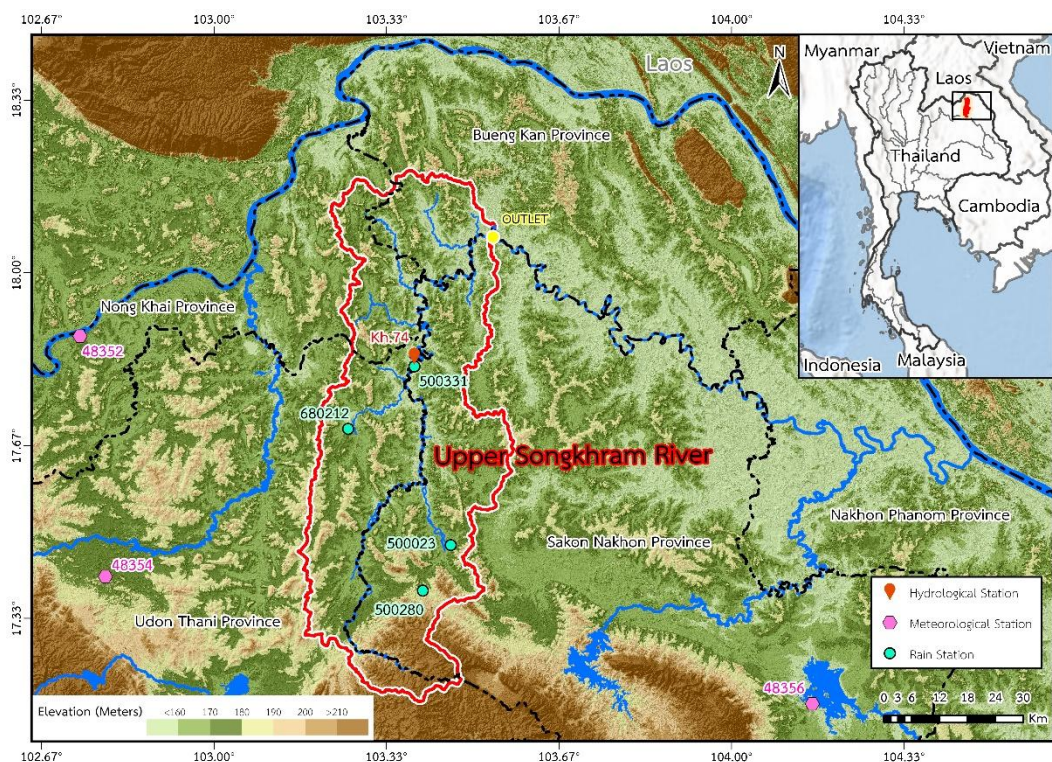 102.67°
103.00°
103.33°
103.67°
104.00°
104.33°
18.33°
18.00°
17.67°
17.33°
Laos
N
Bueng Kan Province
OUTLET
Nong Khai Province
48352
Kh.74
500331
680212
Upper Songkhram River
500023
500280
48354
Udon Thani Province
Sakon Nakhon Province
Nakhon Phanom Province
48356
Myanmar
Vietnam
Laos
Thailand
Cambodia
Indonesia
Malaysia
Hydrological Station
Meteorological Station
Rain Station
0 3 6 12 18 24 30
Km
Elevation (Meters)
<160 170 180 190 200 >210
102.67°
103.00°
103.33°
103.67°
104.00°
104.33°